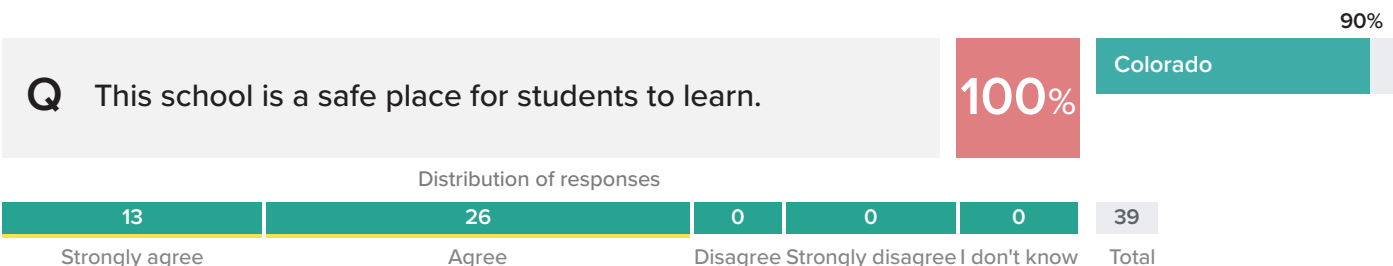 90%
Q This school is a safe place for students to learn.
100%
Colorado
Distribution of responses
13 26 0 0 0 39
Strongly agree Agree Disagree Strongly disagree I don't know Total